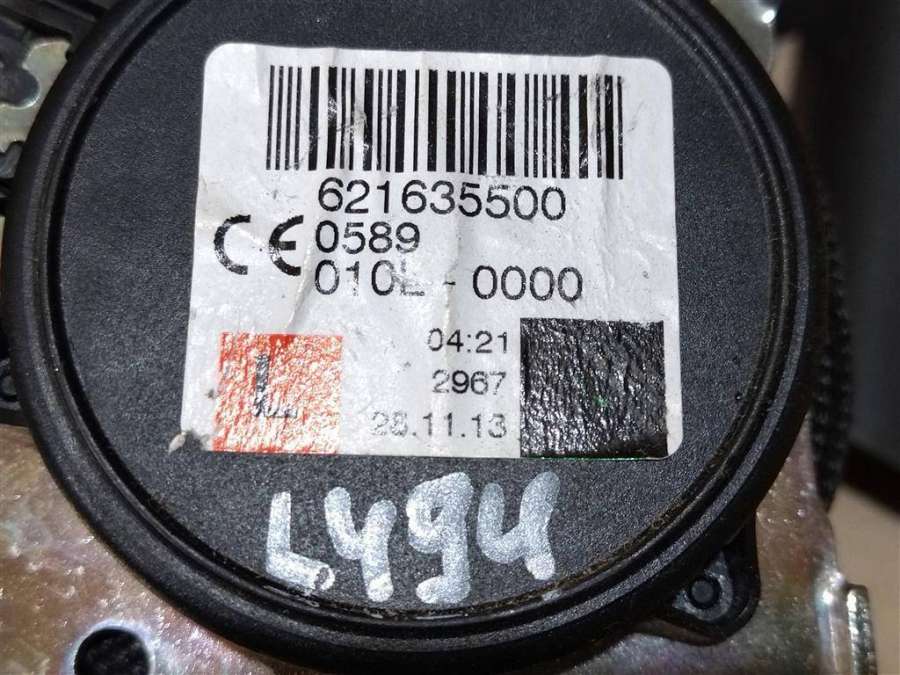 621635500
CE 0589
010L - 0000
04:21
L
2967
28.11.13
L494